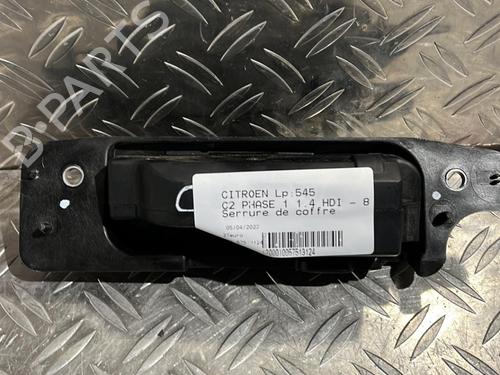 B-PARTS
CITROEN Lp:545
C2 PHASE 1 1.4 HDI - 8
Serrure de coffre
05/04/2022